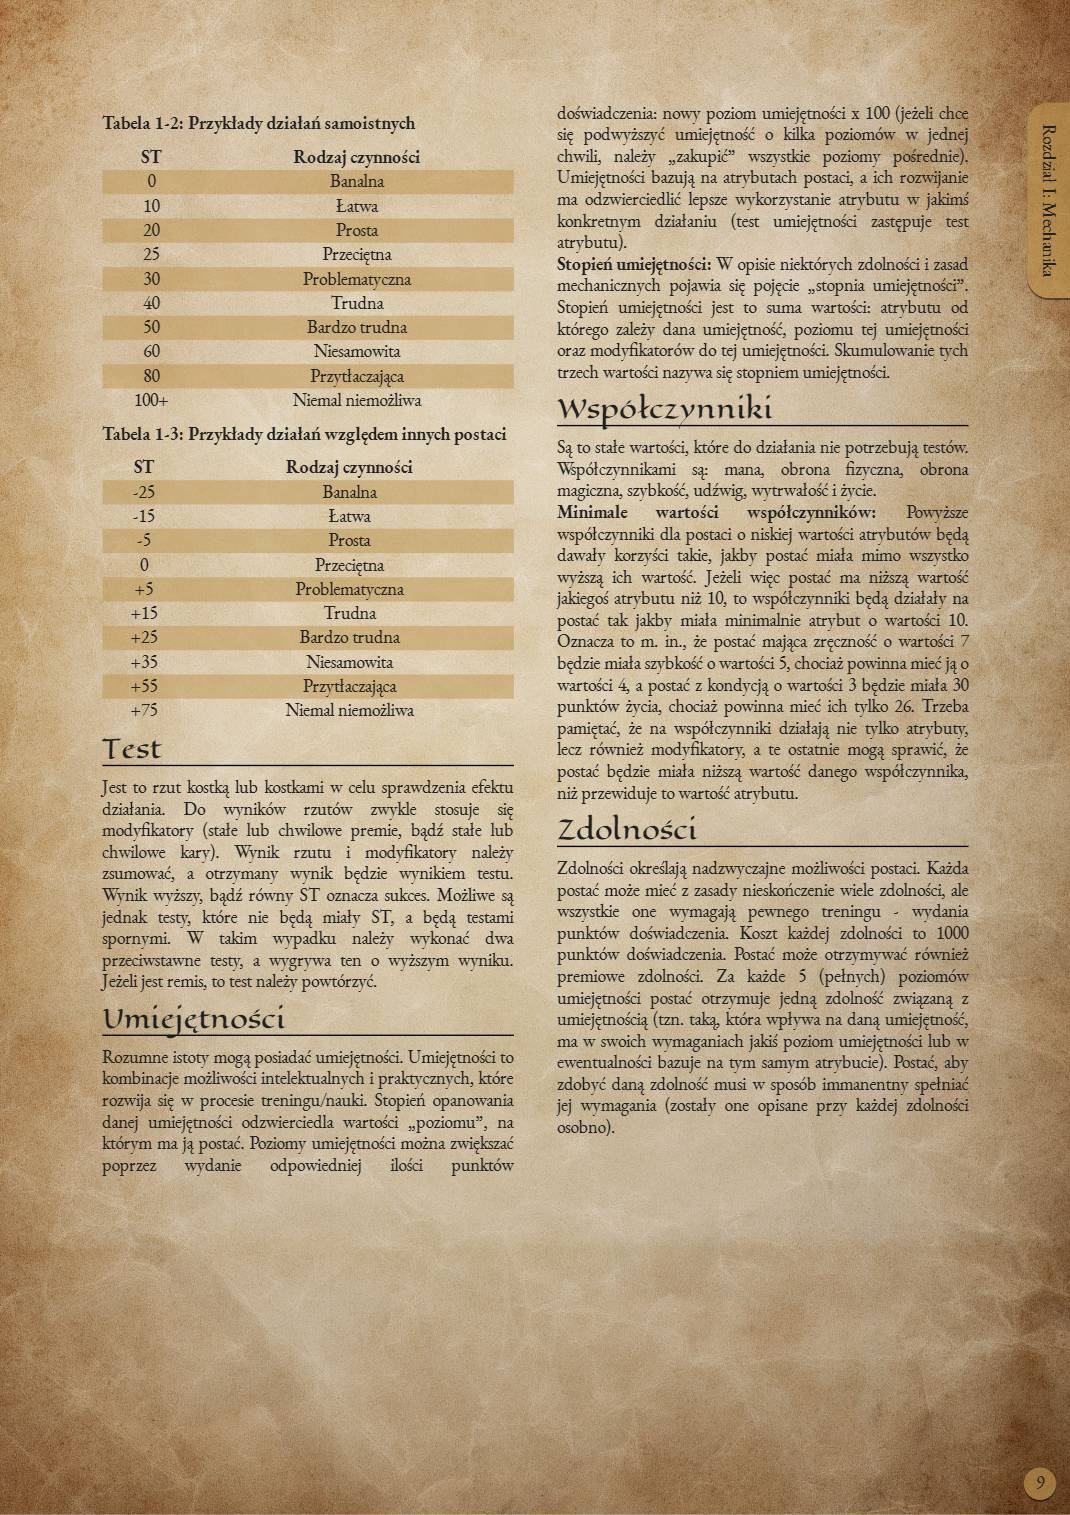 Tabela 1-2: Przykłady działań samoistnych
ST Rodzaj czynności
0 Banalna
10 Łatwa
20 Prosta
25 Przeciętna
30 Problematyczna
40 Trudna
50 Bardzo trudna
60 Niesamowita
80 Przytłaczająca
100+ Niemal niemożliwa
Tabela 1-3: Przykłady działań względem innych postaci
ST Rodzaj czynności
-25 Banalna
-15 Łatwa
-5 Prosta
0 Przeciętna
+5 Problematyczna
+15 Trudna
+25 Bardzo trudna
+35 Niesamowita
+55 Przytłaczająca
+75 Niemal niemożliwa
Test
Jest to rzut kostką lub kostkami w celu sprawdzenia efektu
działania. Do wyników rzutów zwykle stosuje się
modyfikatory (stałe lub chwilowe premie, bądź stałe lub
chwilowe kary). Wynik rzutu i modyfikatory należy
zsumować, a otrzymany wynik będzie wynikiem testu.
Wynik wyższy, bądź równy ST oznacza sukces. Możliwe są
jednak testy, które nie będą miały ST, a będą testami
spornymi. W takim wypadku należy wykonać dwa
przeciwstawne testy, a wygrywa ten o wyższym wyniku.
Jeżeli jest remis, to test należy powtórzyć.
Umiejętności
Rozumne istoty mogą posiadać umiejętności. Umiejętności to
kombinacje możliwości intelektualnych i praktycznych, które
rozwija się w procesie treningu/nauki. Stopień opanowania
danej umiejętności odzwierciedla wartości „poziomu”, na
którym ma ją postać. Poziomy umiejętności można zwiększać
poprzez wydanie odpowiedniej ilości punktów
doświadczenia: nowy poziom umiejętności x 100 (jeżeli chce
się podwyższyć umiejętność o kilka poziomów w jednej
chwili, należy „zakupić” wszystkie poziomy pośrednie).
Umiejętności bazują na atrybutach postaci, a ich rozwijanie
ma odzwierciedlić lepsze wykorzystanie atrybutu w jakimś
konkretnym działaniu (test umiejętności zastępuje test
atrybutu).
Stopień umiejętności: W opisie niektórych zdolności i zasad
mechanicznych pojawia się pojęcie „stopnia umiejętności”.
Stopień umiejętności jest to suma wartości: atrybutu od
którego zależy dana umiejętność, poziomu tej umiejętności
oraz modyfikatorów do tej umiejętności. Skumulowanie tych
trzech wartości nazywa się stopniem umiejętności.
Współczynniki
Są to stałe wartości, które do działania nie potrzebują testów.
Współczynnikami są: mana, obrona fizyczna, obrona
magiczna, szybkość, udźwig, wytrwałość i życie.
Minimale wartości współczynników: Powyższe
współczynniki dla postaci o niskiej wartości atrybutów będą
dawały korzyści takie, jakby postać miała mimo wszystko
wyższą ich wartość. Jeżeli więc postać ma niższą wartość
jakiegoś atrybutu niż 10, to współczynniki będą działały na
postać tak jakby miała minimalnie atrybut o wartości 10.
Oznacza to m. in., że postać mająca zręczność o wartości 7
będzie miała szybkość o wartości 5, chociaż powinna mieć ją o
wartości 4, a postać z kondycją o wartości 3 będzie miała 30
punktów życia, chociaż powinna mieć ich tylko 26. Trzeba
pamiętać, że na współczynniki działają nie tylko atrybuty,
lecz również modyfikatory, a te ostatnie mogą sprawić, że
postać będzie miała niższą wartość danego współczynnika,
niż przewiduje to wartość atrybutu.
Zdolności
Zdolności określają nadzwyczajne możliwości postaci. Każda
postać może mieć z zasady nieskończenie wiele zdolności, ale
wszystkie one wymagają pewnego treningu - wydania
punktów doświadczenia. Koszt każdej zdolności to 1000
punktów doświadczenia. Postać może otrzymywać również
premiowe zdolności. Za każde 5 (pełnych) poziomów
umiejętności postać otrzymuje jedną zdolność związaną z
umiejętnością (tzn. taką, która wpływa na daną umiejętność,
ma w swoich wymaganiach jakiś poziom umiejętności lub w
ewentualności bazuje na tym samym atrybucie). Postać, aby
zdobyć daną zdolność musi w sposób immanentny spełniać
jej wymagania (zostały one opisane przy każdej zdolności
osobno).
Rozdział I: Mechanika
9